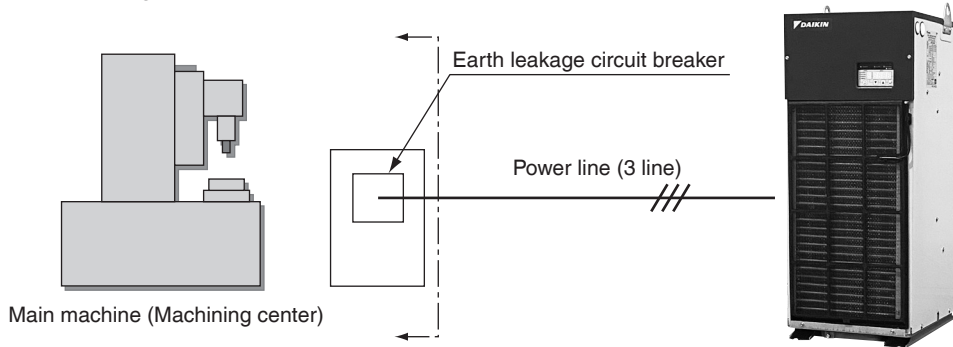 DAIKIN
Earth leakage circuit breaker
Power line (3 line)
Main machine (Machining center)